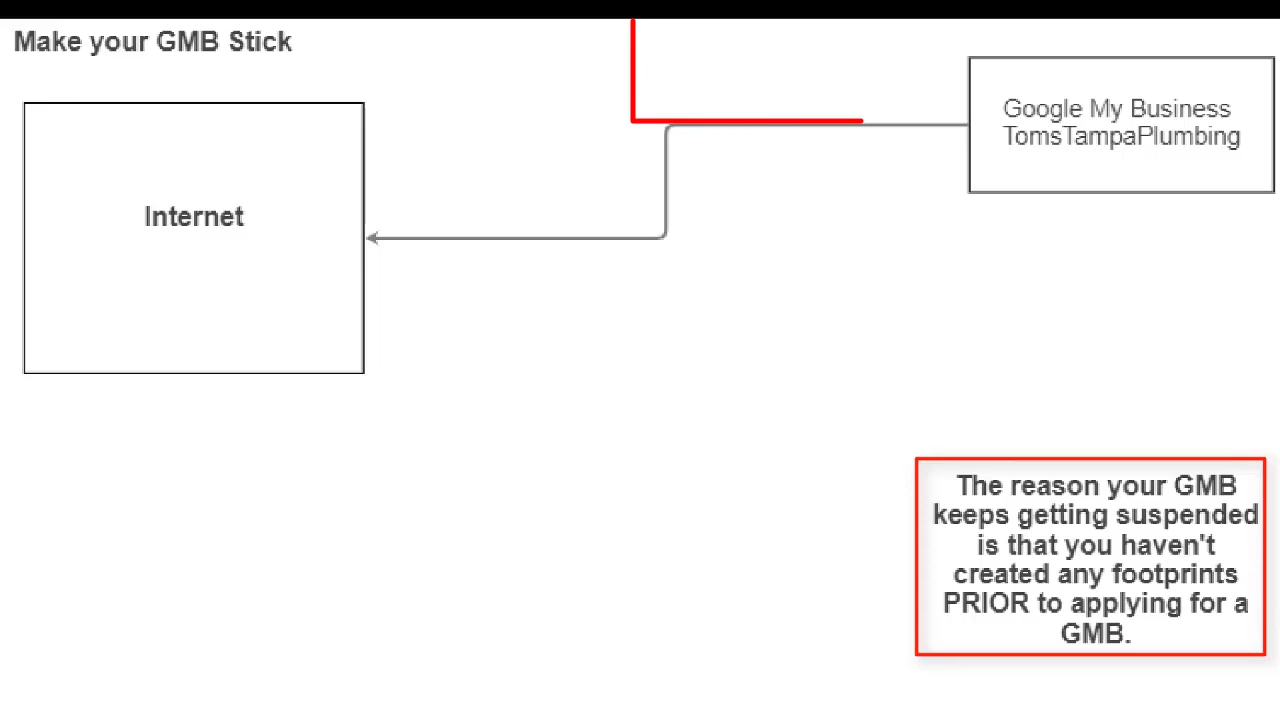 Make your GMB Stick
Google My Business
TomsTampaPlumbing
Internet
The reason your GMB
keeps getting suspended
is that you haven't
created any footprints
PRIOR to applying for a
GMB.